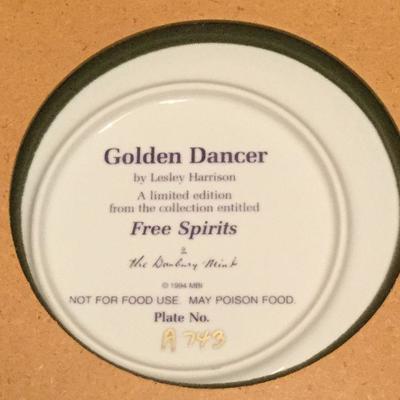 Golden Dancer
by Lesley Harrison
A limited edition
from the collection entitled
Free Spirits
The Danbury Mint
© 1994 MBI
NOT FOR FOOD USE. MAY POISON FOOD.
Plate No.
A 743